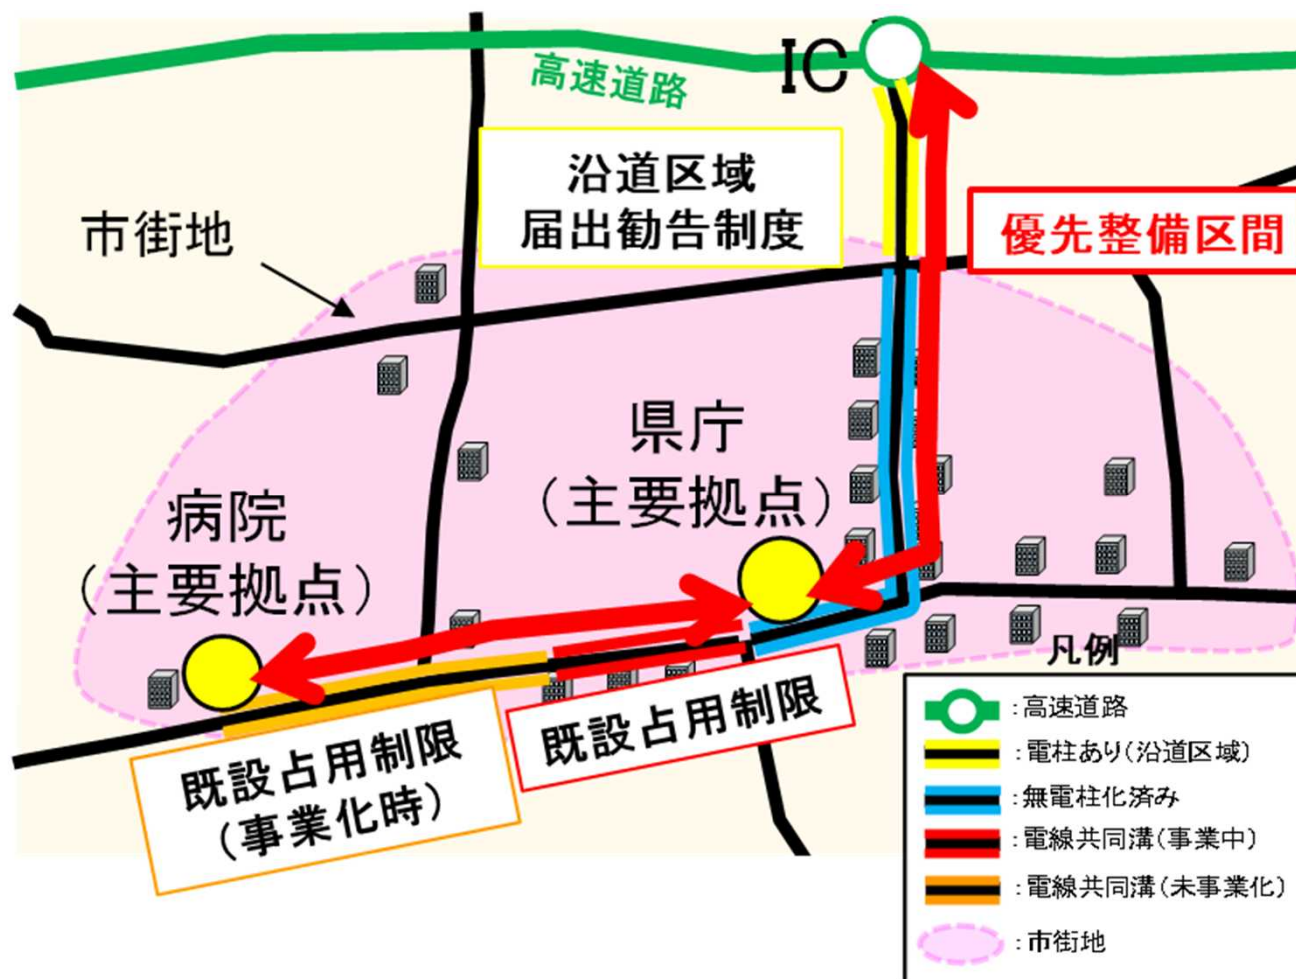 高速道路
IC
沿道区域
届出勧告制度
市街地
優先整備区間
県庁
（主要拠点）
病院
（主要拠点）
既設占用制限
（事業化時）
既設占用制限
凡例
：高速道路
：電柱あり（沿道区域）
：無電柱化済み
：電線共同溝（事業中）
：電線共同溝（未事業化）
：市街地